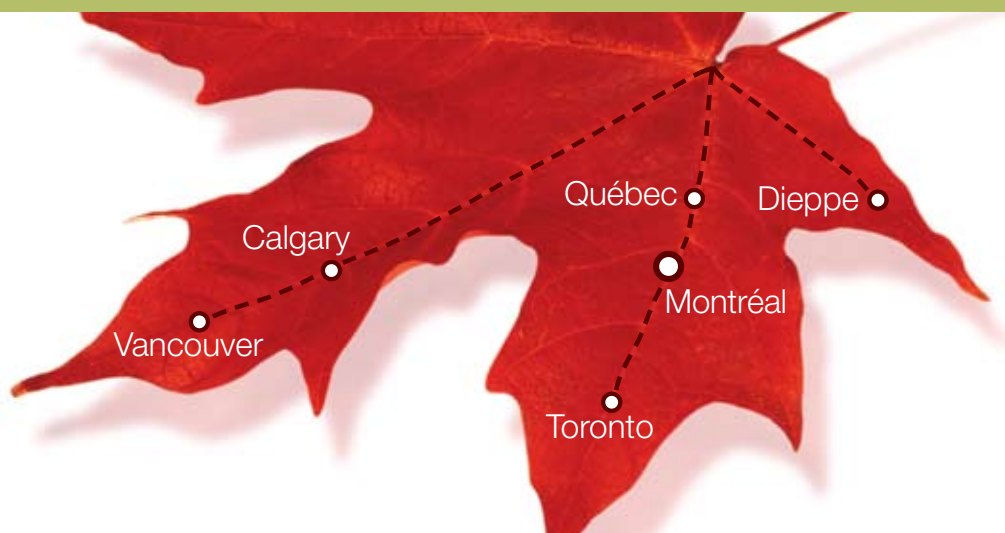 Québec
Dieppe
Calgary
Montréal
Vancouver
Toronto